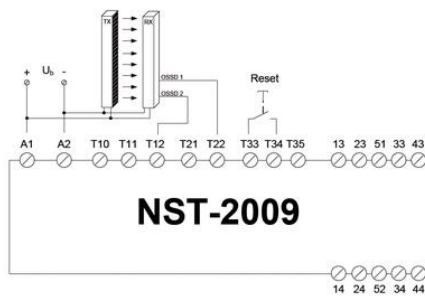 TX RX
+ Ub -
OSSD 1
OSSD 2
Reset
A1 A2 T10 T11 T12 T21 T22 T33 T34 T35 13 23 51 33 43
NST-2009
14 24 52 34 44